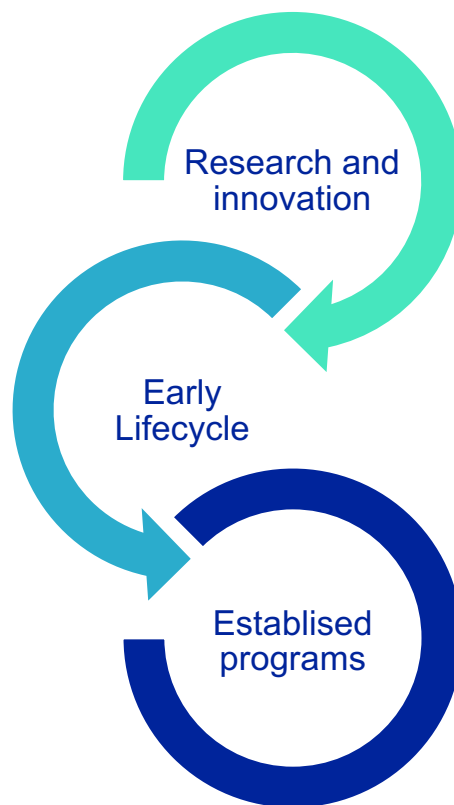 Research and
innovation
Early
Lifecycle
Establised
programs